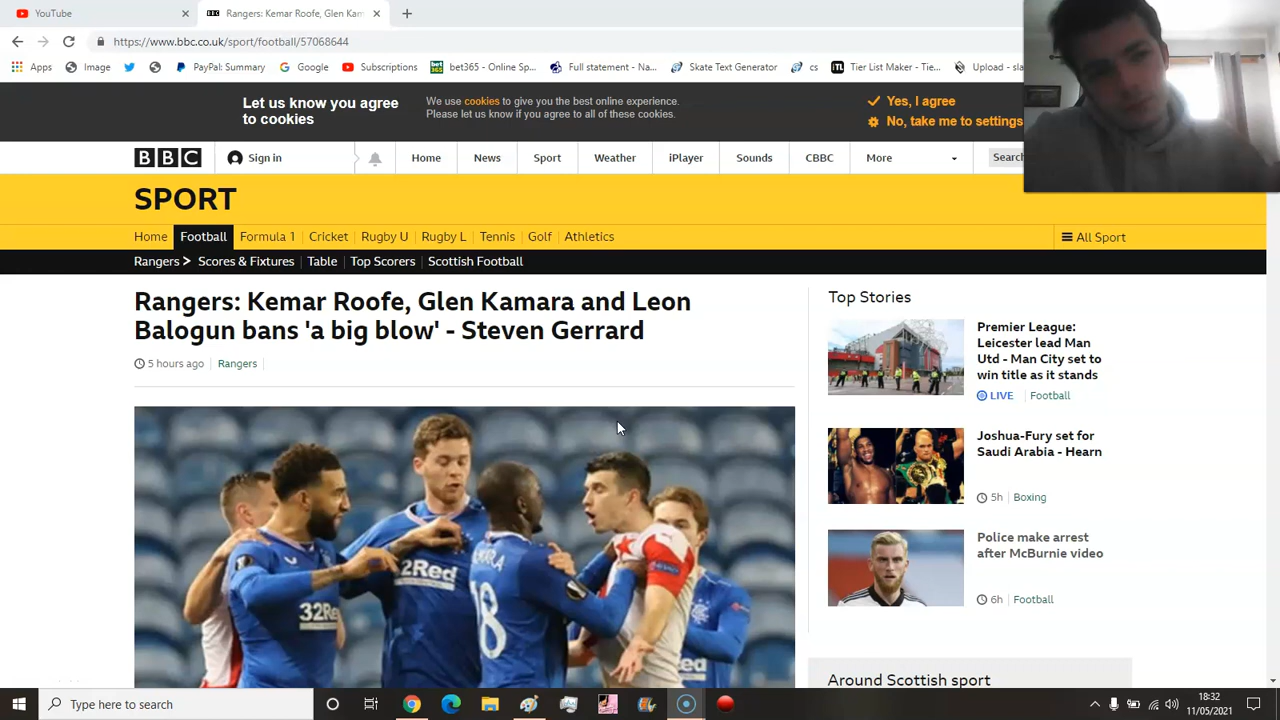 YouTube
Rangers: Kemar Roofe, Glen Kam
https://www.bbc.co.uk/sport/football/57068644
Apps
Image
PayPal: Summary
Google
Subscriptions
bet365 - Online Sp...
Full statement - Na...
Skate Text Generator
cs
Tier List Maker - Tie...
Upload - sla
Let us know you agree
to cookies
We use cookies to give you the best online experience.
Please let us know if you agree to all of these cookies.
Yes, I agree
No, take me to settings
BBC
Sign in
Home
News
Sport
Weather
iPlayer
Sounds
CBBC
More
Search
SPORT
Home
Football
Formula 1
Cricket
Rugby U
Rugby L
Tennis
Golf
Athletics
All Sport
Rangers
Scores & Fixtures
Table
Top Scorers
Scottish Football
Rangers: Kemar Roofe, Glen Kamara and Leon
Balogun bans 'a big blow' - Steven Gerrard
5 hours ago
Rangers
32Red
32Red
18
Top Stories
Premier League:
Leicester lead Man
Utd - Man City set to
win title as it stands
LIVE
Football
Joshua-Fury set for
Saudi Arabia - Hearn
5h
Boxing
Police make arrest
after McBurnie video
6h
Football
Around Scottish sport
Type here to search
18:32
11/05/2021